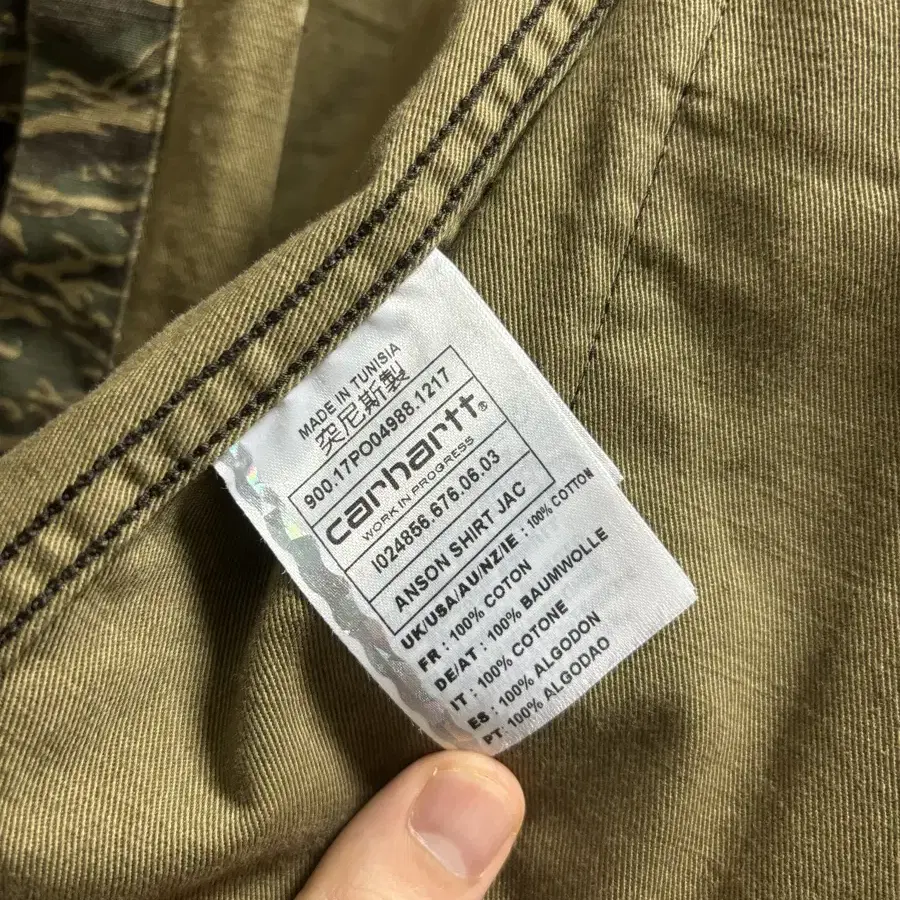 MADE IN TUNISIA
突尼斯製
900.17PO04988.1217
carhartt®
WORK IN PROGRESS
I024856.676.06.03
ANSON SHIRT JAC
UK/USA/AU/NZ/IE : 100% COTTON
FR : 100% COTON
DE/AT : 100% BAUMWOLLE
IT : 100% COTONE
ES : 100% ALGODON
PT: 100% ALGODAO